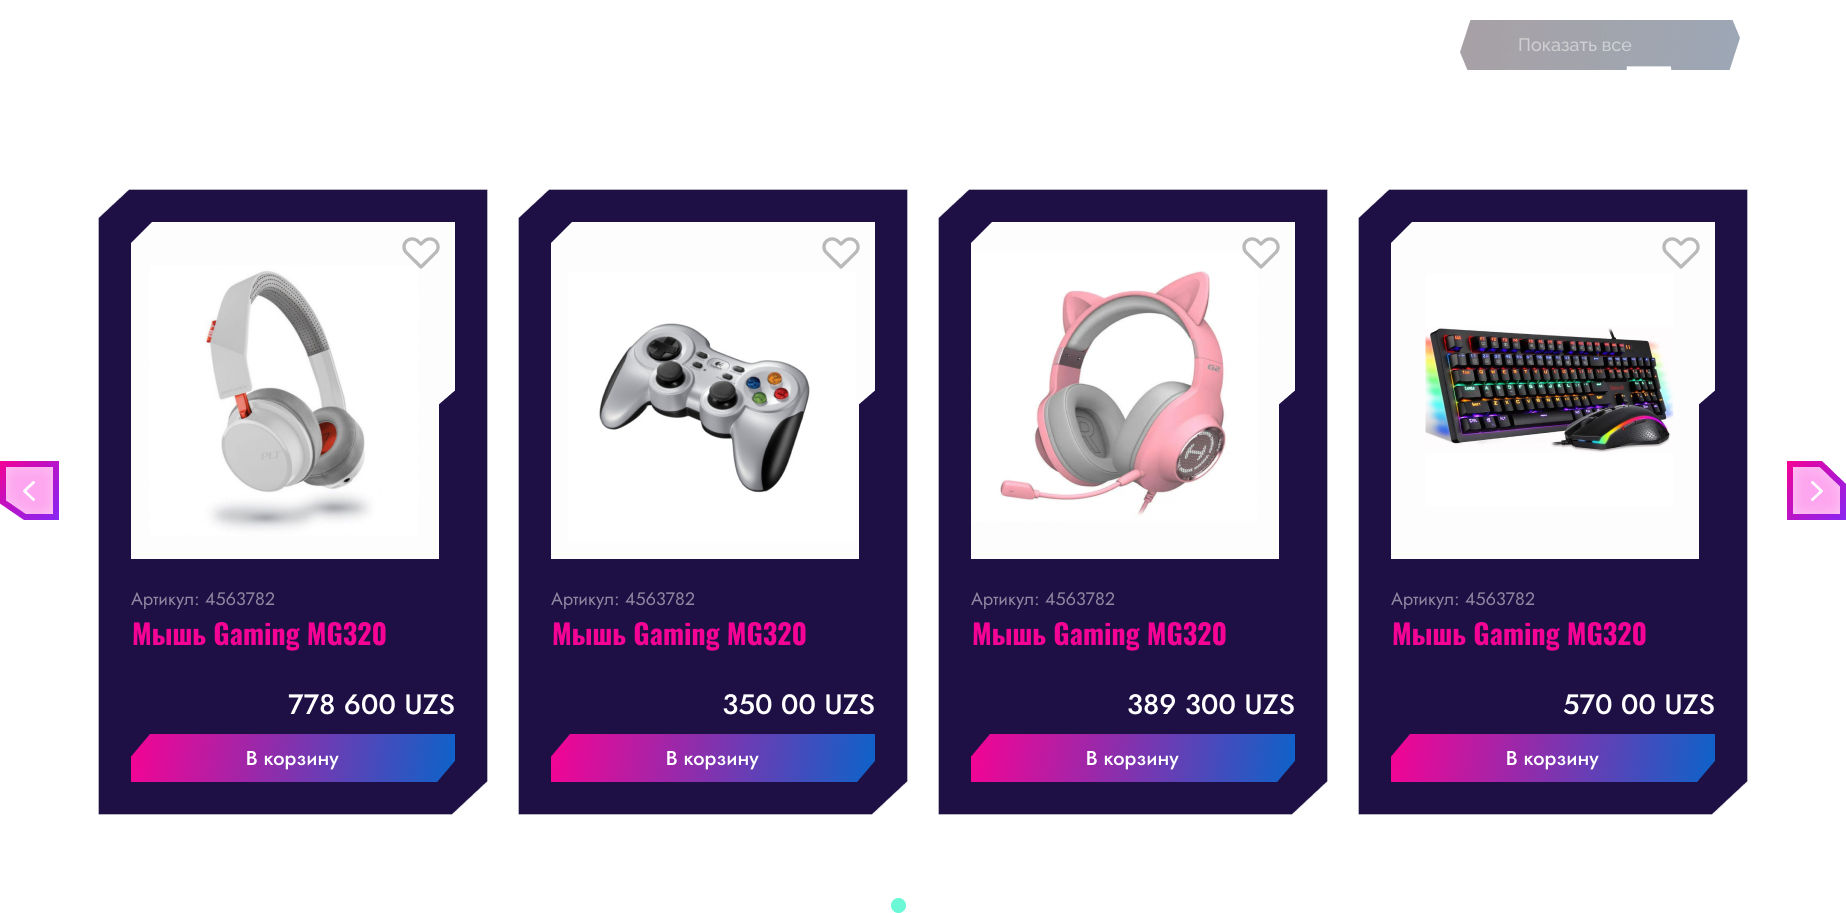 Показать все
Артикул: 4563782
Мышь Gaming MG320
778 600 UZS
В корзину
Артикул: 4563782
Мышь Gaming MG320
350 00 UZS
В корзину
Артикул: 4563782
Мышь Gaming MG320
389 300 UZS
В корзину
Артикул: 4563782
Мышь Gaming MG320
570 00 UZS
В корзину